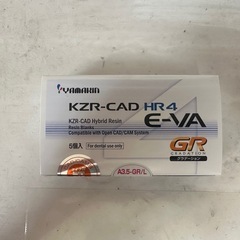 YAMAKIN
KZR-CAD HR4
E-VA
KZR-CAD Hybrid Resin
Resin Blocks
Compatible with Open CAD/CAM System.
5個入
For dental use only
GR
GRADATION
グラデーション
A3.5-GR/L